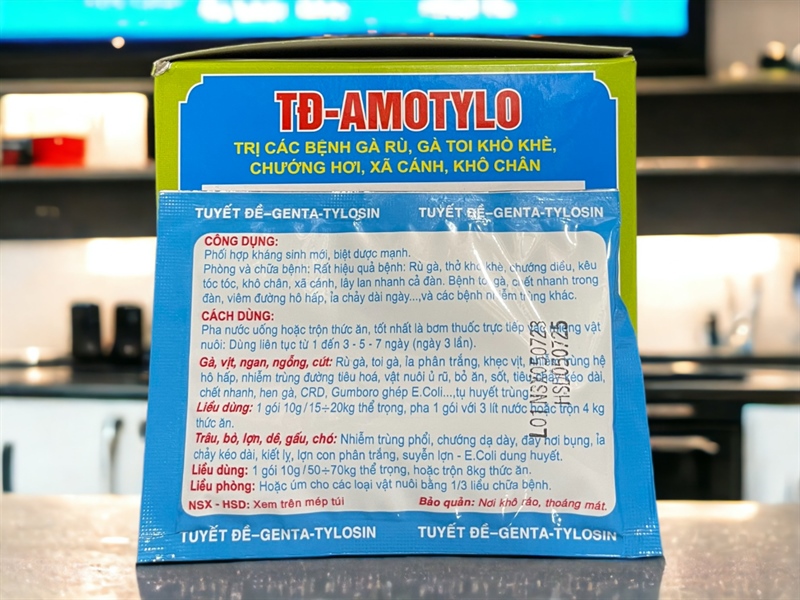 TĐ-AMOTYLO
TRỊ CÁC BỆNH GÀ RÙ, GÀ TOI KHÒ KHÈ,
CHƯỚNG HƠI, XÃ CÁNH, KHÔ CHÂN
TUYẾT ĐỀ–GENTA-TYLOSIN TUYẾT ĐỀ–GENTA-TYLOSIN
CÔNG DỤNG:
Phối hợp kháng sinh mới, biệt dược mạnh.
Phòng và chữa bệnh: Rất hiệu quả bệnh: Rù gà, thở khò khè, chướng diều, kêu
tóc tóc, khô chân, xã cánh, lây lan nhanh cả đàn. Bệnh toi gà, chết nhanh trong
đàn, viêm đường hô hấp, ỉa chảy dài ngày...,và các bệnh nhiễm trùng khác.
CÁCH DÙNG:
Pha nước uống hoặc trộn thức ăn, tốt nhất là bơm thuốc trực tiếp miệng vật
nuôi: Dùng liên tục từ 1 đến 3 - 5 - 7 ngày (ngày 3 lần).
Gà, vịt, ngan, ngỗng, cút: Rù gà, toi gà, ỉa phân trắng, khẹc vịt, nhiễm trùng hệ
hô hấp, nhiễm trùng đường tiêu hoá, vật nuôi ủ rũ, bỏ ăn, sốt, tiêu chảy kéo dài,
chết nhanh, hen gà, CRD, Gumboro ghép E.Coli...,tụ huyết trùng.
Liều dùng: 1 gói 10g/15÷20kg thể trọng, pha 1 gói với 3 lít nước hoặc trộn 4 kg
thức ăn.
Trâu, bò, lợn, dê, gấu, chó: Nhiễm trùng phổi, chướng dạ dày, đầy hơi bụng, ỉa
chảy kéo dài, kiết lỵ, lợn con phân trắng, suyễn lợn - E.Coli dung huyết.
Liều dùng: 1 gói 10g/50÷70kg thể trọng, hoặc trộn 8kg thức ăn.
Liều phòng: Hoặc úm cho các loại vật nuôi bằng 1/3 liều chữa bệnh.
NSX - HSD: Xem trên mép túi Bảo quản: Nơi khô ráo, thoáng mát.
TUYẾT ĐỀ–GENTA-TYLOSIN TUYẾT ĐỀ–GENTA-TYLOSIN
HSD030725